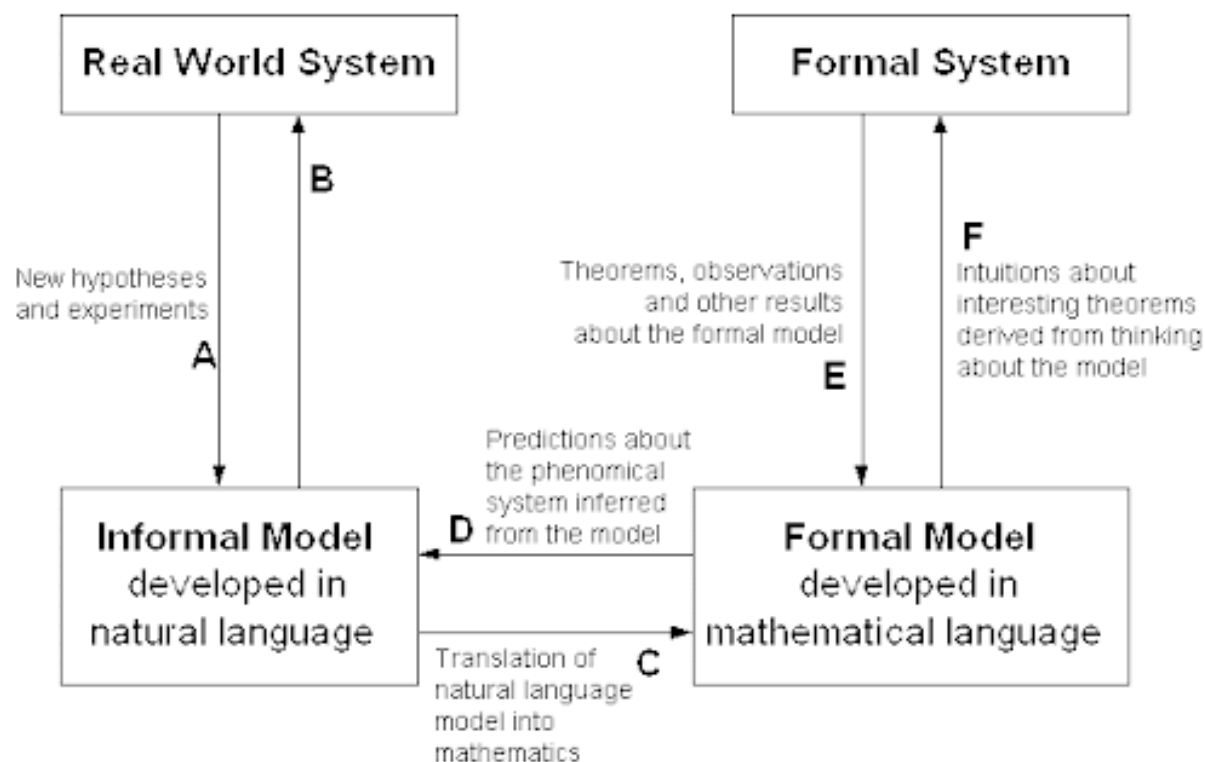 Real World System
Formal System
B
New hypotheses
and experiments
A
Theorems, observations
and other results
about the formal model
E
F
Intuitions about
interesting theorems
derived from thinking
about the model
Predictions about
the phenomical
system inferred
from the model
D
Informal Model
developed in
natural language
Formal Model
developed in
mathematical language
C
Translation of
natural language
model into
mathematics